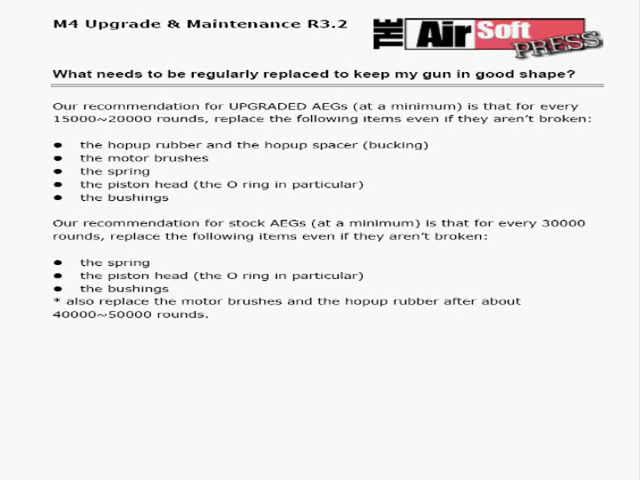 M4 Upgrade & Maintenance R3.2
THE AirSoft PRESS
What needs to be regularly replaced to keep my gun in good shape?
Our recommendation for UPGRADED AEGs (at a minimum) is that for every
15000~20000 rounds, replace the following items even if they aren't broken:
● the hopup rubber and the hopup spacer (bucking)
● the motor brushes
● the spring
● the piston head (the O ring in particular)
● the bushings
Our recommendation for stock AEGs (at a minimum) is that for every 30000
rounds, replace the following items even if they aren't broken:
● the spring
● the piston head (the O ring in particular)
● the bushings
* also replace the motor brushes and the hopup rubber after about
40000~50000 rounds.